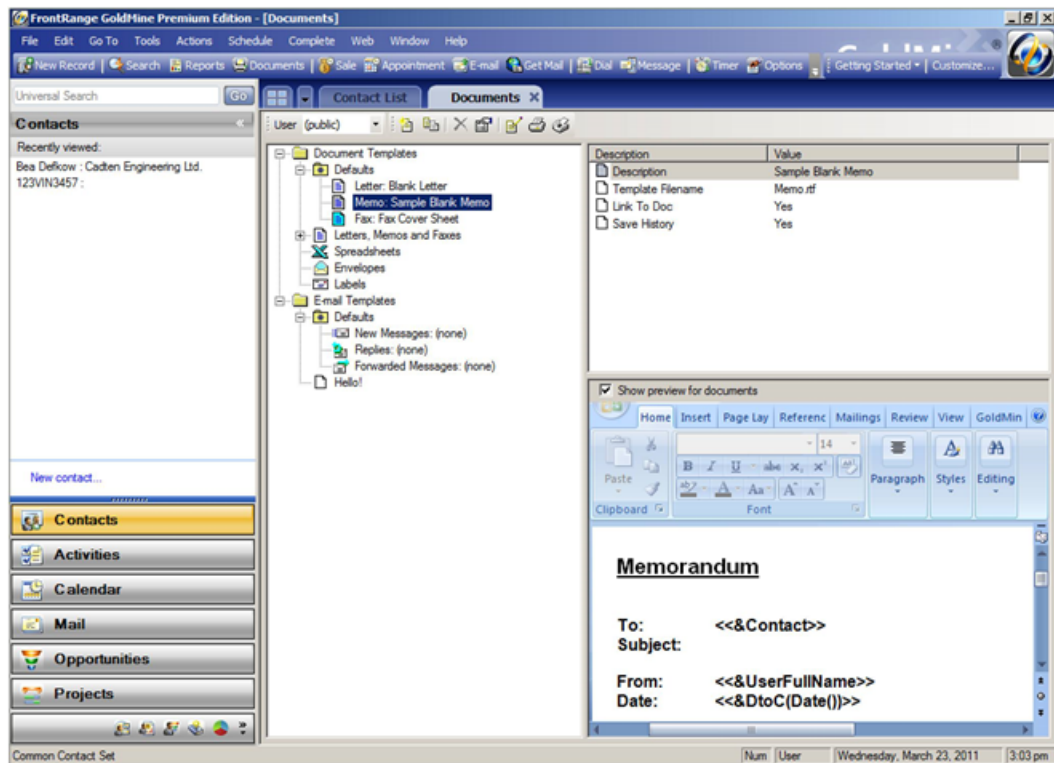 FrontRange GoldMine Premium Edition - [Documents]
File Edit Go To Tools Actions Schedule Complete Web Window Help
New Record Search Reports Documents Sale Appointment E-mail Get Mail Dial Message Timer Options Getting Started Customize...
Universal Search Go Contact List Documents
Contacts User (public)
Recently viewed:
Bea Defkow : Cadten Engineering Ltd.
123VIN3457 :
New contact...
Contacts
Activities
Calendar
Mail
Opportunities
Projects
Document Templates
Defaults
Letter: Blank Letter
Memo: Sample Blank Memo
Fax: Fax Cover Sheet
Letters, Memos and Faxes
Spreadsheets
Envelopes
Labels
E-mail Templates
Defaults
New Messages: (none)
Replies: (none)
Forwarded Messages: (none)
Hello!
Description Value
Description Sample Blank Memo
Template Filename Memo.rtf
Link To Doc Yes
Save History Yes
Show preview for documents
Home Insert Page Lay Referenc Mailings Review View GoldMin
14
B I U abc x, x²
Paste ab Aa A A Paragraph Styles Editing
Clipboard Font
Memorandum
To: <<&Contact>>
Subject:
From: <<&UserFullName>>
Date: <<&DtoC(Date())>>
Common Contact Set Num User Wednesday, March 23, 2011 3:03 pm